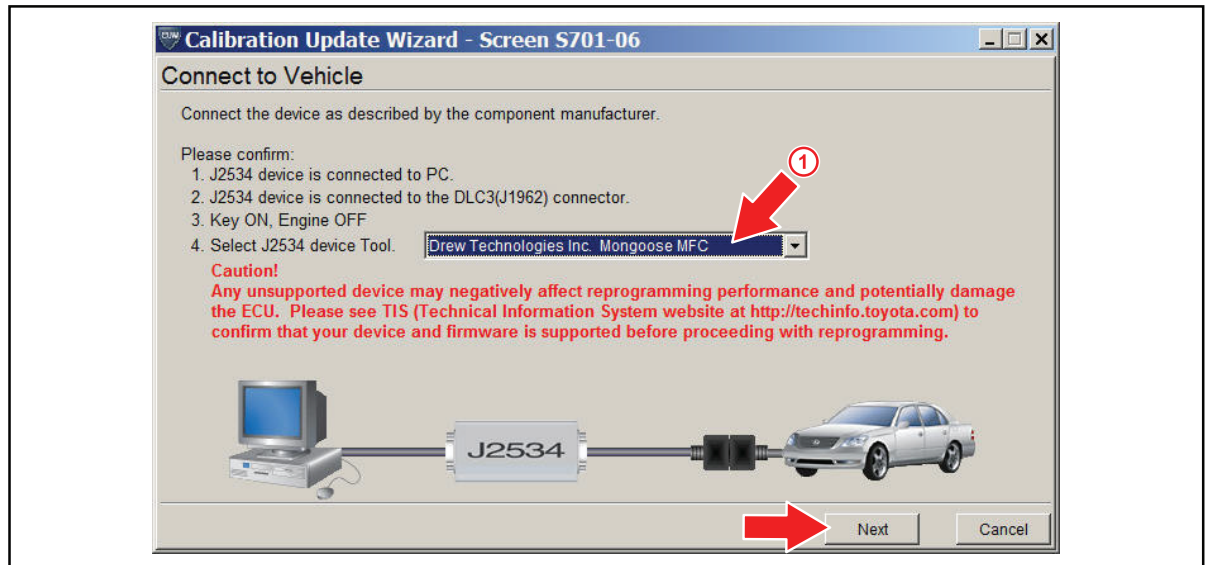 Calibration Update Wizard - Screen S701-06
Connect to Vehicle
Connect the device as described by the component manufacturer.
Please confirm:
1. J2534 device is connected to PC.
2. J2534 device is connected to the DLC3(J1962) connector.
3. Key ON, Engine OFF
4. Select J2534 device Tool. Drew Technologies Inc. Mongoose MFC
1
Caution!
Any unsupported device may negatively affect reprogramming performance and potentially damage
the ECU. Please see TIS (Technical Information System website at http://techinfo.toyota.com) to
confirm that your device and firmware is supported before proceeding with reprogramming.
J2534
Next Cancel